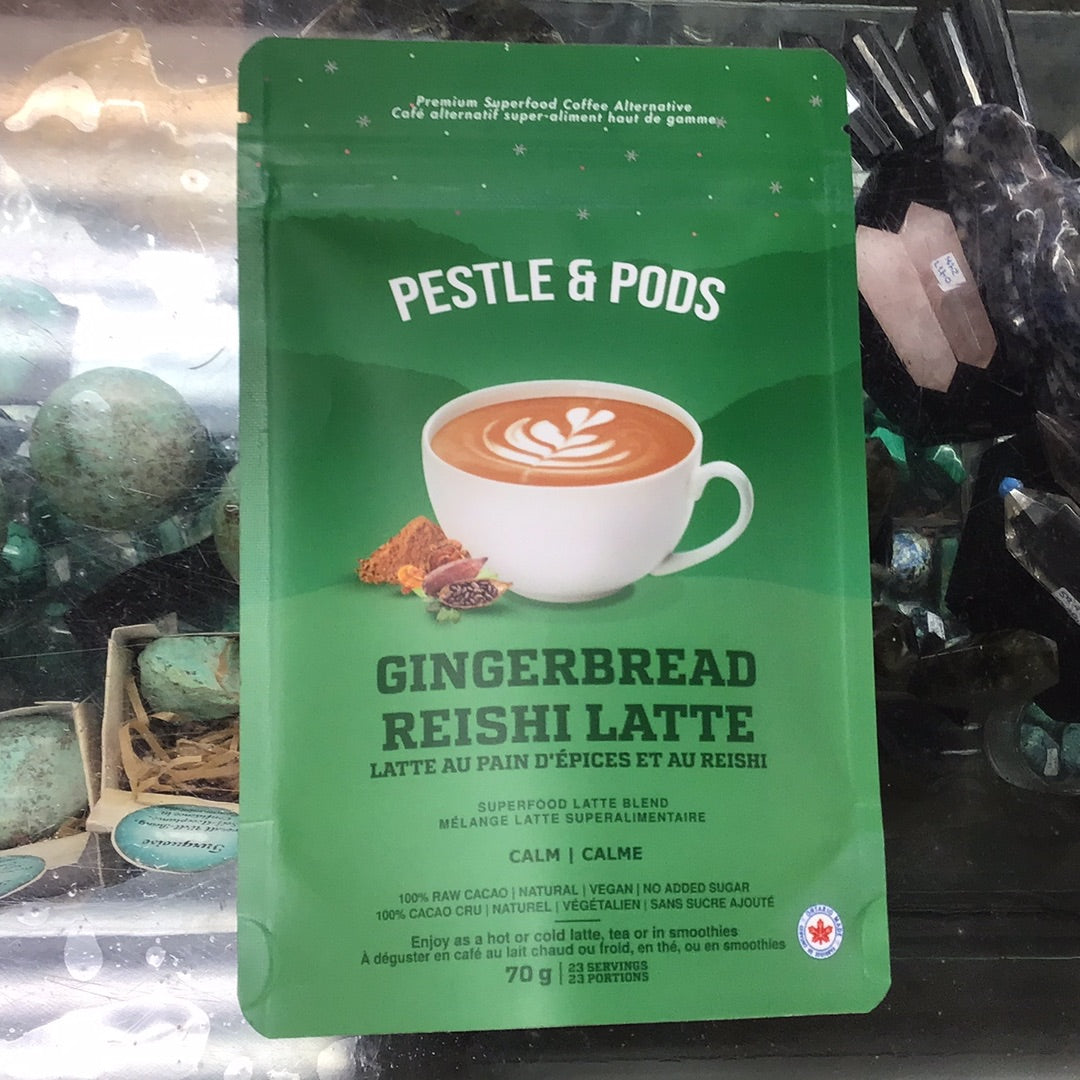 Premium Superfood Coffee Alternative
Café alternatif super-aliment haut de gamme
PESTLE & PODS
GINGERBREAD
REISHI LATTE
LATTE AU PAIN D'ÉPICES ET AU REISHI
SUPERFOOD LATTE BLEND
MÉLANGE LATTE SUPERALIMENTAIRE
CALM | CALME
100% RAW CACAO | NATURAL | VEGAN | NO ADDED SUGAR
100% CACAO CRU | NATUREL | VÉGÉTALIEN | SANS SUCRE AJOUTÉ
Enjoy as a hot or cold latte, tea or in smoothies
À déguster en café au lait chaud ou froid, en thé, ou en smoothies
70 g | 23 SERVINGS
23 PORTIONS
ONTARIO MADE
Turquoise